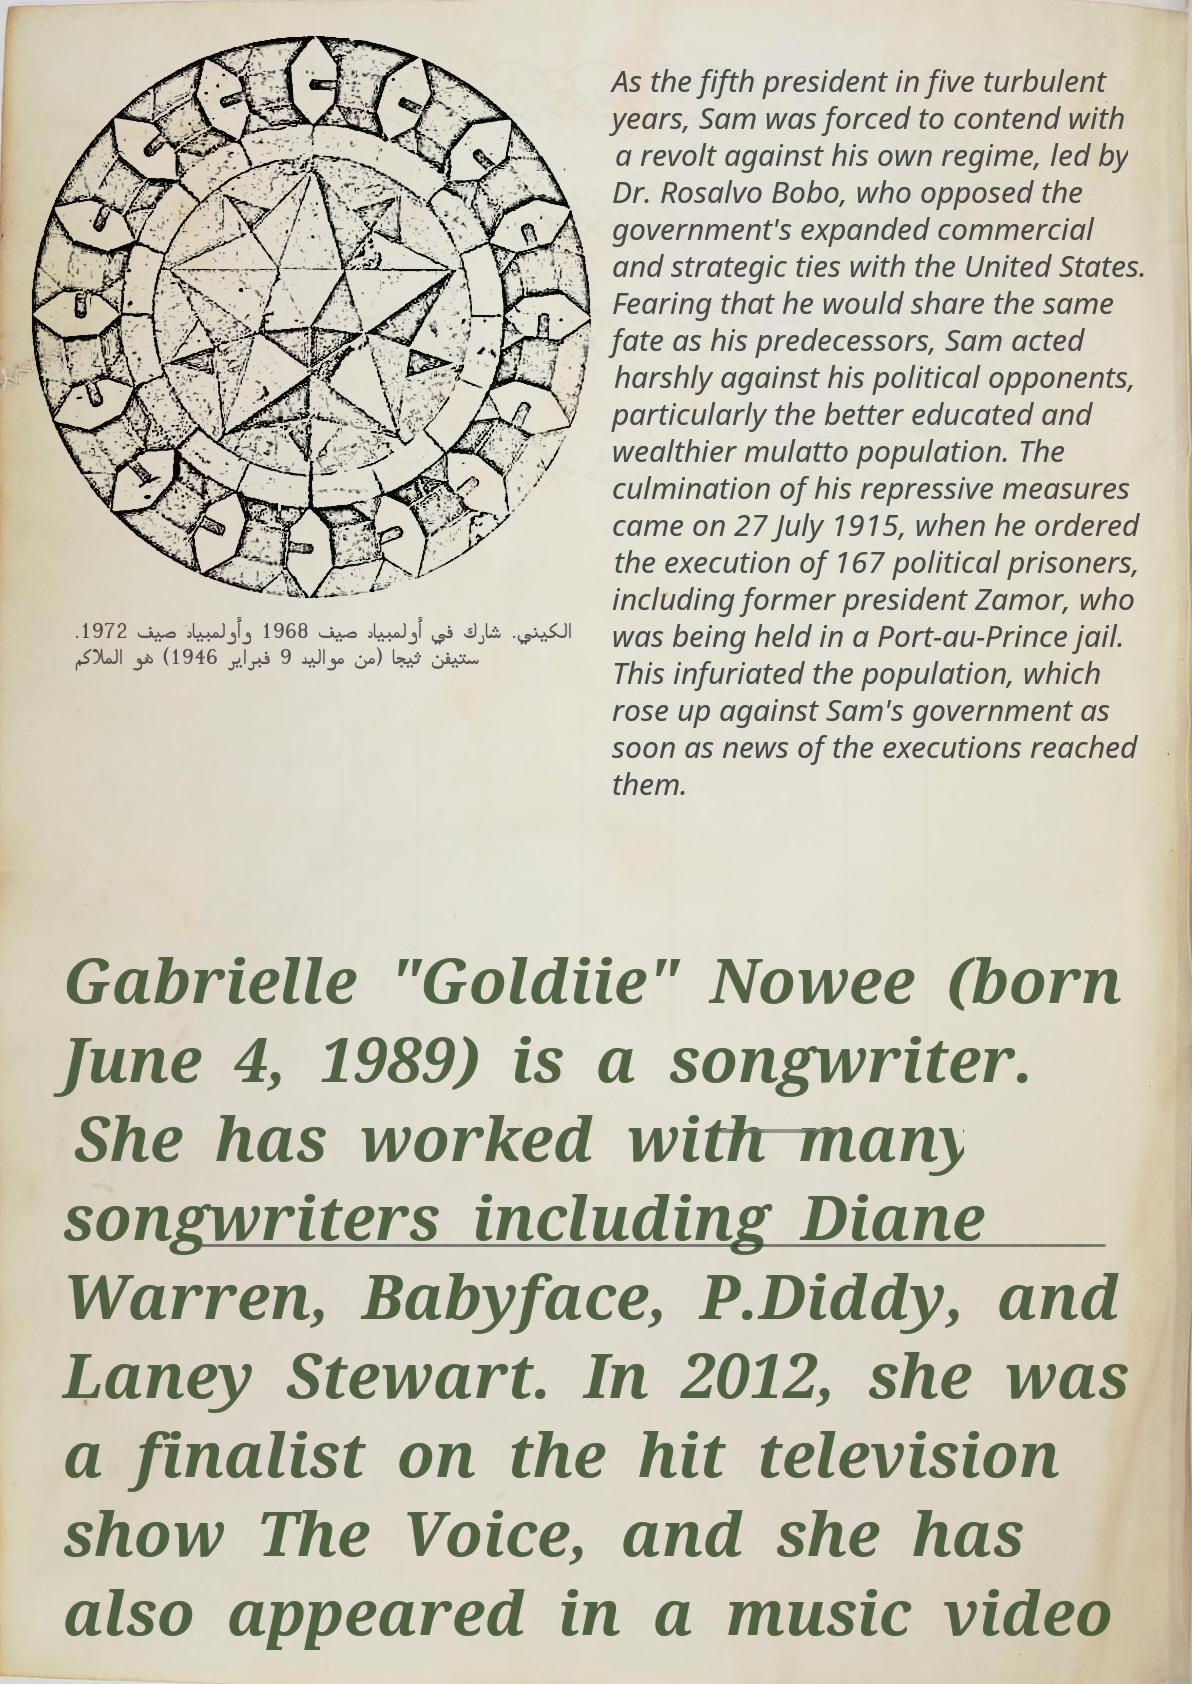 الكيني. شارك في أولمبياد صيف 1968 وأولمبياد صيف 1972.
ستيفن ثيجا (من مواليد 9 فبراير 1946) هو الملاكم
As the fifth president in five turbulent
years, Sam was forced to contend with
a revolt against his own regime, led by
Dr. Rosalvo Bobo, who opposed the
government's expanded commercial
and strategic ties with the United States.
Fearing that he would share the same
fate as his predecessors, Sam acted
harshly against his political opponents,
particularly the better educated and
wealthier mulatto population. The
culmination of his repressive measures
came on 27 July 1915, when he ordered
the execution of 167 political prisoners,
including former president Zamor, who
was being held in a Port-au-Prince jail.
This infuriated the population, which
rose up against Sam's government as
soon as news of the executions reached
them.
Gabrielle "Goldiie" Nowee (born
June 4, 1989) is a songwriter.
She has worked with many
songwriters including Diane
Warren, Babyface, P.Diddy, and
Laney Stewart. In 2012, she was
a finalist on the hit television
show The Voice, and she has
also appeared in a music video